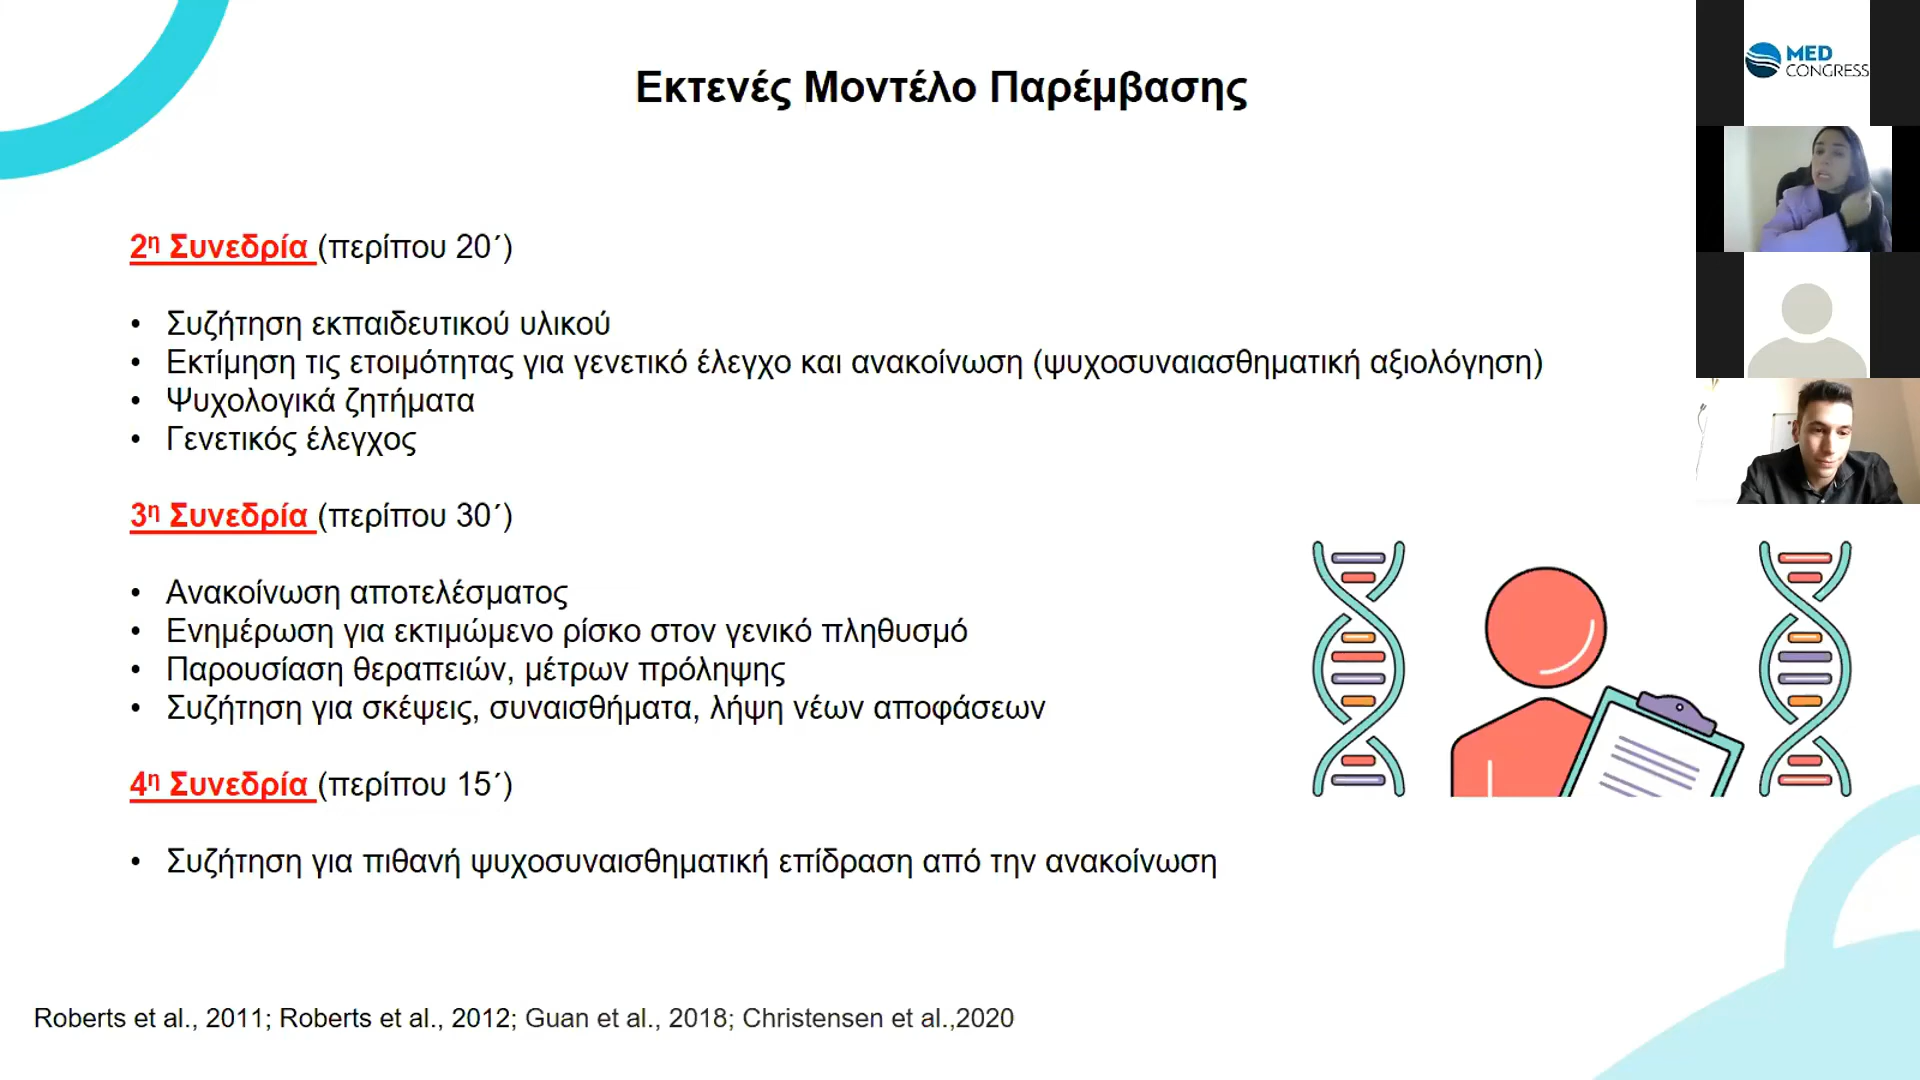 Εκτενές Μοντέλο Παρέμβασης
MED
CONGRESS
2η Συνεδρία (περίπου 20΄)
• Συζήτηση εκπαιδευτικού υλικού
• Εκτίμηση τις ετοιμότητας για γενετικό έλεγχο και ανακοίνωση (ψυχοσυναιασθηματική αξιολόγηση)
• Ψυχολογικά ζητήματα
• Γενετικός έλεγχος
3η Συνεδρία (περίπου 30΄)
• Ανακοίνωση αποτελέσματος
• Ενημέρωση για εκτιμώμενο ρίσκο στον γενικό πληθυσμό
• Παρουσίαση θεραπειών, μέτρων πρόληψης
• Συζήτηση για σκέψεις, συναισθήματα, λήψη νέων αποφάσεων
4η Συνεδρία (περίπου 15΄)
• Συζήτηση για πιθανή ψυχοσυναισθηματική επίδραση από την ανακοίνωση
Roberts et al., 2011; Roberts et al., 2012; Guan et al., 2018; Christensen et al.,2020